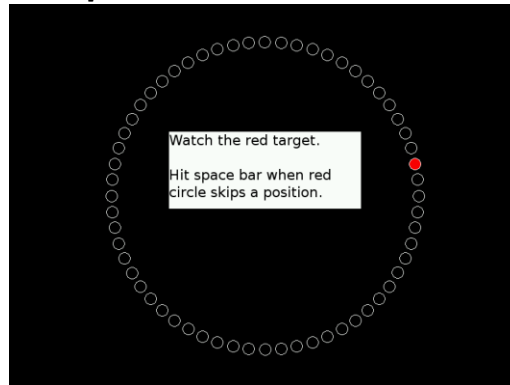 Watch the red target.
Hit space bar when red
circle skips a position.